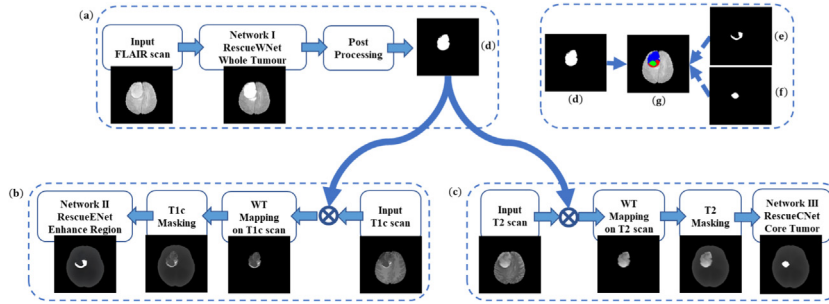 (a)
Input
FLAIR scan
Network I
RescueWNet
Whole Tumour
Post
Processing
(d)
(d)
(g)
(e)
(f)
(b)
Network II
RescueENet
Enhance Region
T1c
Masking
WT
Mapping
on T1c scan
Input
T1c scan
(c)
Input
T2 scan
WT
Mapping
on T2 scan
T2
Masking
Network III
RescueCNet
Core Tumor